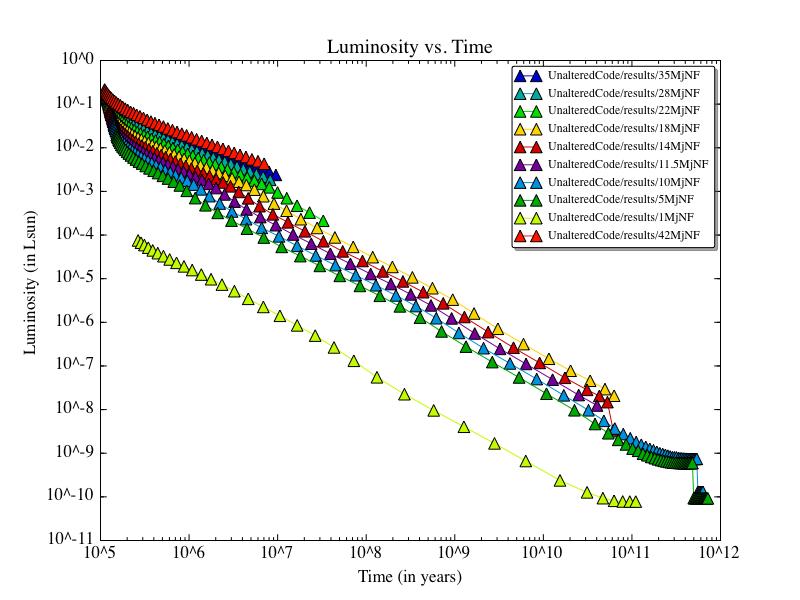 Luminosity vs. Time
10^0
10^-1
10^-2
10^-3
10^-4
10^-5
10^-6
10^-7
10^-8
10^-9
10^-10
10^-11
Luminosity (in Lsun)
UnalteredCode/results/35MjNF
UnalteredCode/results/28MjNF
UnalteredCode/results/22MjNF
UnalteredCode/results/18MjNF
UnalteredCode/results/14MjNF
UnalteredCode/results/11.5MjNF
UnalteredCode/results/10MjNF
UnalteredCode/results/5MjNF
UnalteredCode/results/1MjNF
UnalteredCode/results/42MjNF
10^5 10^6 10^7 10^8 10^9 10^10 10^11 10^12
Time (in years)